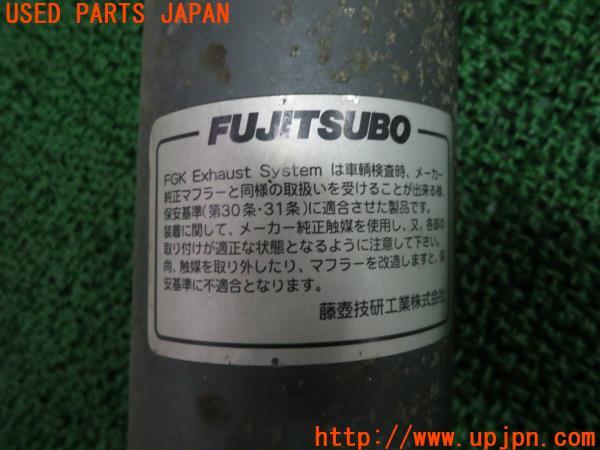 USED PARTS JAPAN
FUJITSUBO
FGK Exhaust System は車輌検査時、メーカー
純正マフラーと同様の取扱いを受けることが出来る様、
保安基準(第30条・31条)に適合させた製品です。
装着に関して、メーカー純正触媒を使用し、又、各部の
取り付けが適正な状態となるように注意して下さい。
尚、触媒を取り外したり、マフラーを改造しますと、保
安基準に不適合となります。
藤壺技研工業株式会社
http://www.upjpn.com/